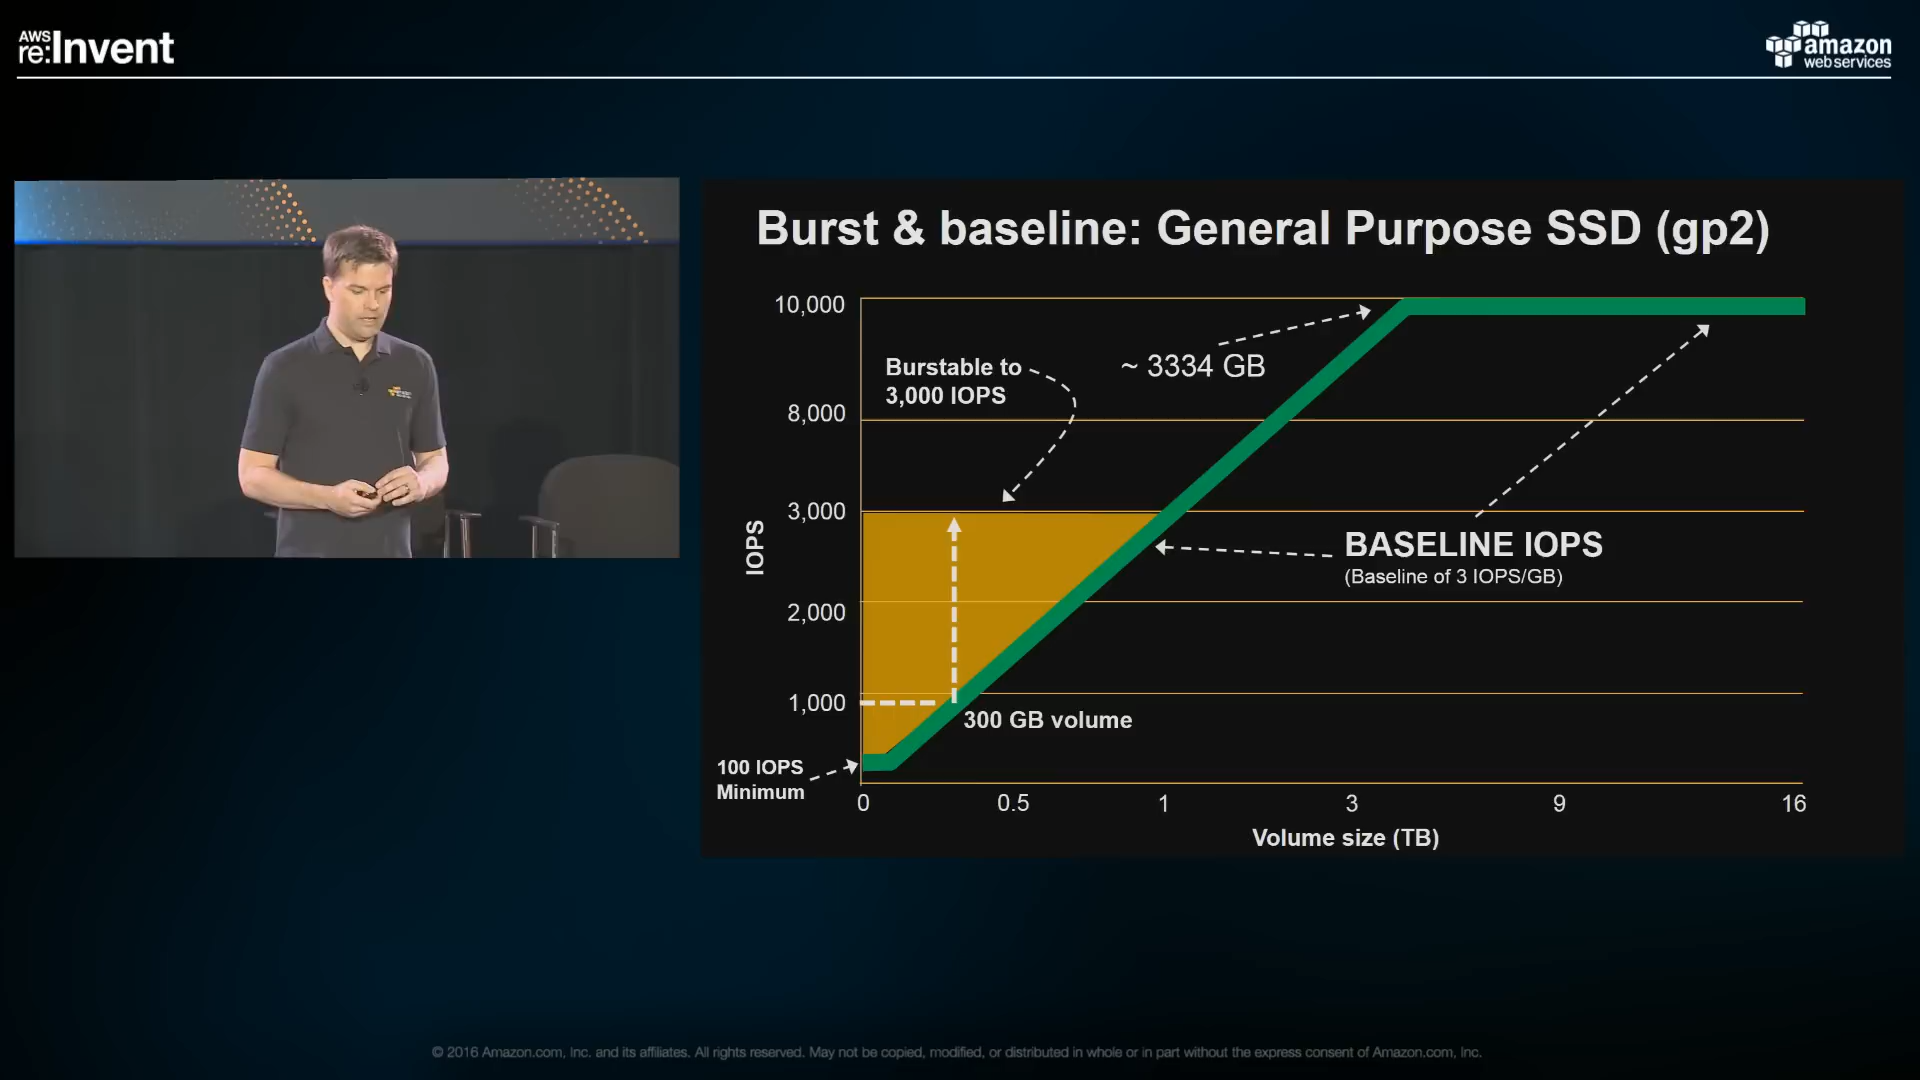 AWS
re:Invent
amazon
web services
Burst & baseline: General Purpose SSD (gp2)
10,000
8,000
3,000
2,000
1,000
IOPS
Burstable to
3,000 IOPS
~ 3334 GB
BASELINE IOPS
(Baseline of 3 IOPS/GB)
300 GB volume
100 IOPS
Minimum
0 0.5 1 3 9 16
Volume size (TB)
© 2016 Amazon.com, Inc. and its affiliates. All rights reserved. May not be copied, modified, or distributed in whole or in part without the express consent of Amazon.com, Inc.